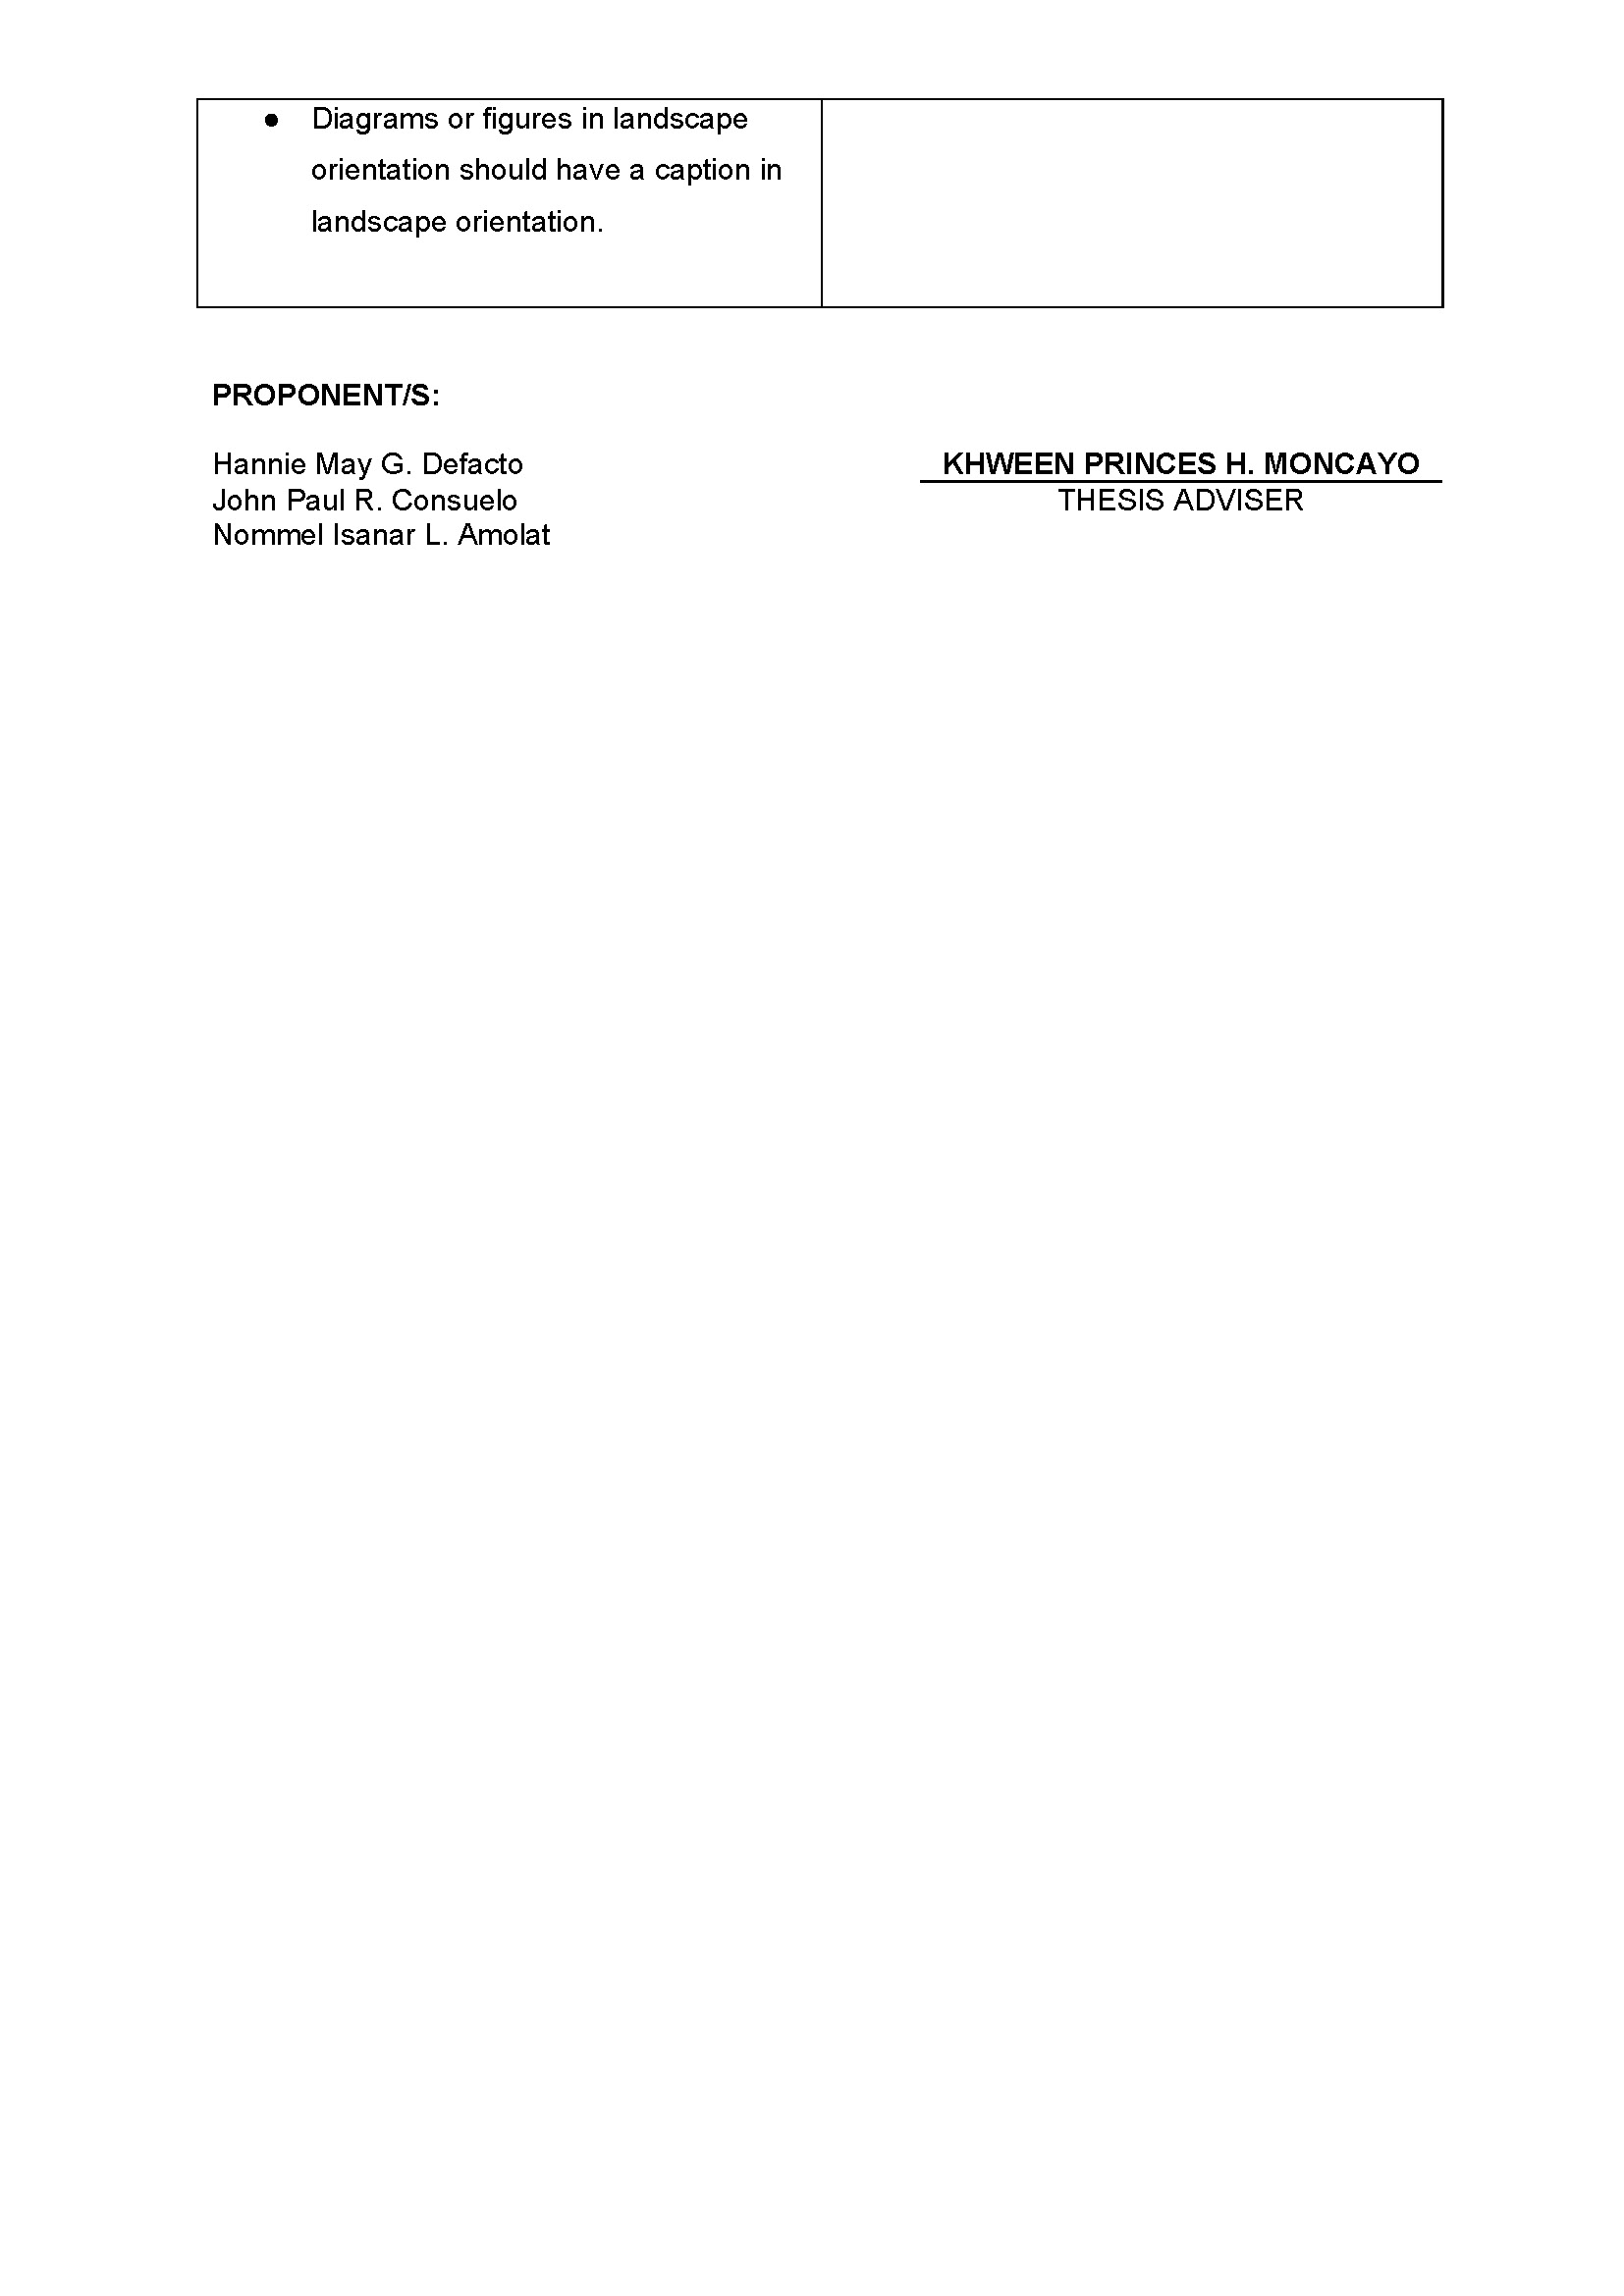 ● Diagrams or figures in landscape
orientation should have a caption in
landscape orientation.
PROPONENT/S:
Hannie May G. Defacto
John Paul R. Consuelo
Nommel Isanar L. Amolat
KHWEEN PRINCES H. MONCAYO
THESIS ADVISER